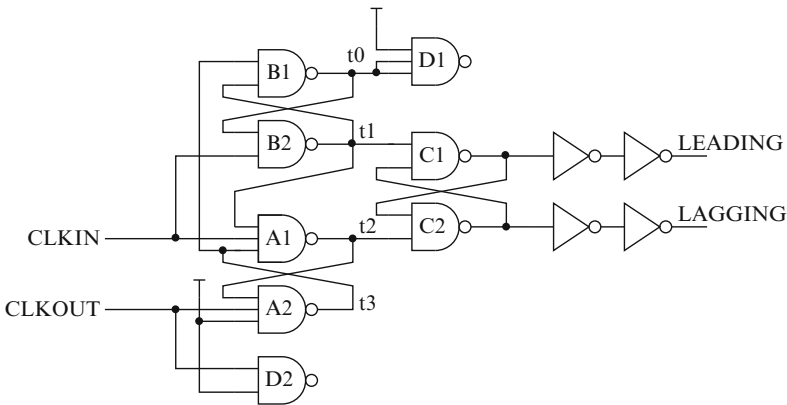 t0
D1
B1
t1
LEADING
B2
C1
LAGGING
CLKIN
A1
t2
C2
CLKOUT
A2
t3
D2